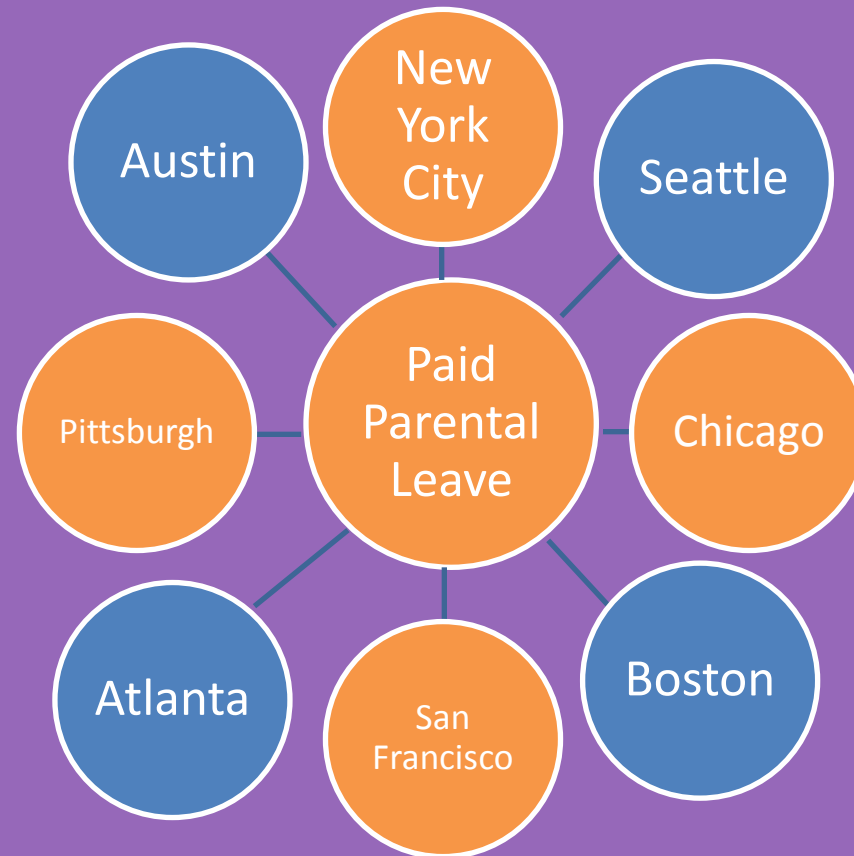 New
York
City
Austin
Seattle
Paid
Parental
Leave
Pittsburgh
Chicago
Atlanta
Boston
San
Francisco